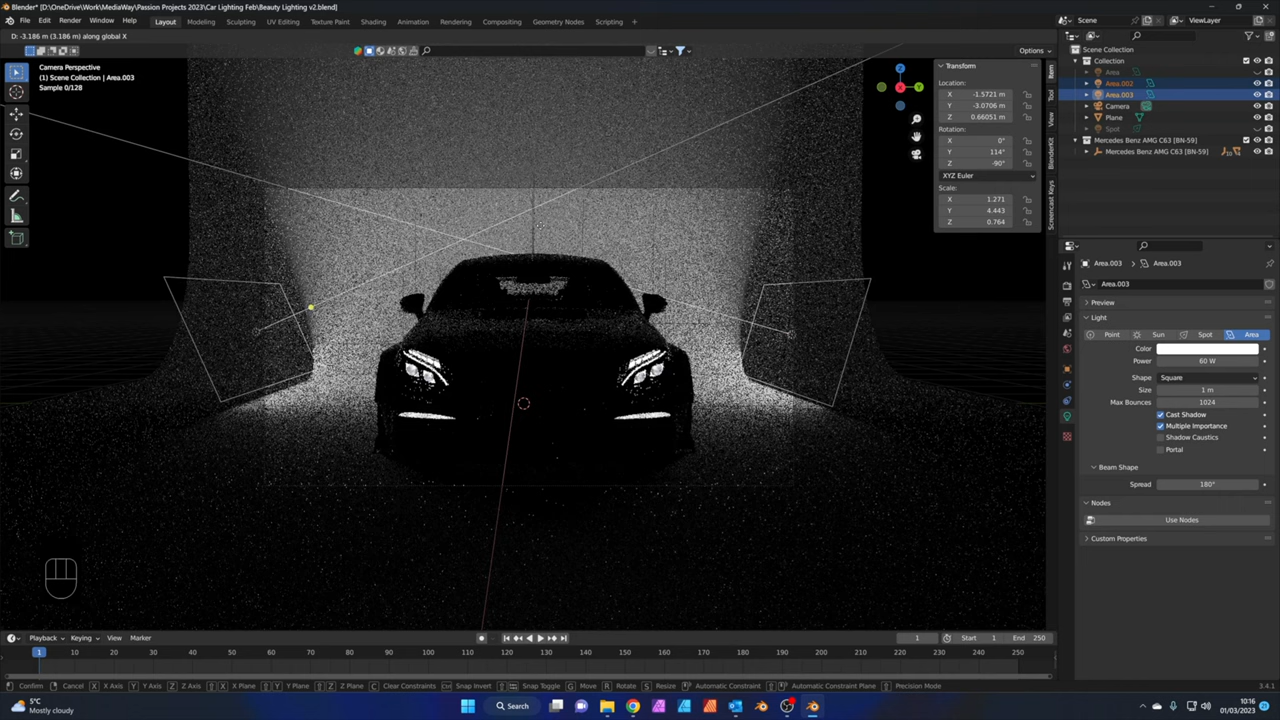 Blender* [D:\OneDrive\Work\MediaWay\Passion Projects 2023\Car Lighting Feb\Beauty Lighting v2.blend]
File Edit Render Window Help Layout Modeling Sculpting UV Editing Texture Paint Shading Animation Rendering Compositing Geometry Nodes Scripting + Scene ViewLayer
D: -3.186 m (3.186 m) along global X
Options
Camera Perspective
(1) Scene Collection | Area.003
Sample 0/128
Z
Y
X
Transform
Location:
X -1.5721 m
Y -3.0706 m
Z 0.66051 m
Rotation:
X 0°
Y 114°
Z -90°
XYZ Euler
Scale:
X 1.271
Y 4.443
Z 0.764
Item
Tool
View
BlenderKit
Screencast Keys
Scene Collection
Collection
Area
Area.002
Area.003
Camera
Plane
Spot
Mercedes Benz AMG C63 [BN-59]
Mercedes Benz AMG C63 [BN-59]
Area.003 > Area.003
Area.003
Preview
Light
Point Sun Spot Area
Color
Power 60 W
Shape Square
Size 1 m
Max Bounces 1024
Cast Shadow
Multiple Importance
Shadow Caustics
Portal
Beam Shape
Spread 180°
Nodes
Use Nodes
Custom Properties
Playback Keying View Marker 1 Start 1 End 250
1 10 20 30 40 50 60 70 80 90 100 110 120 130 140 150 160 170 180 190 200 210 220 230 240 250
Confirm Cancel X X Axis Y Y Axis Z Z Axis X X Plane Y Y Plane Z Z Plane C Clear Constraints Snap Invert Snap Toggle G Move R Rotate S Resize Automatic Constraint Automatic Constraint Plane Precision Mode 3.4.1
5°C
Mostly cloudy
Search
10:16
01/03/2023